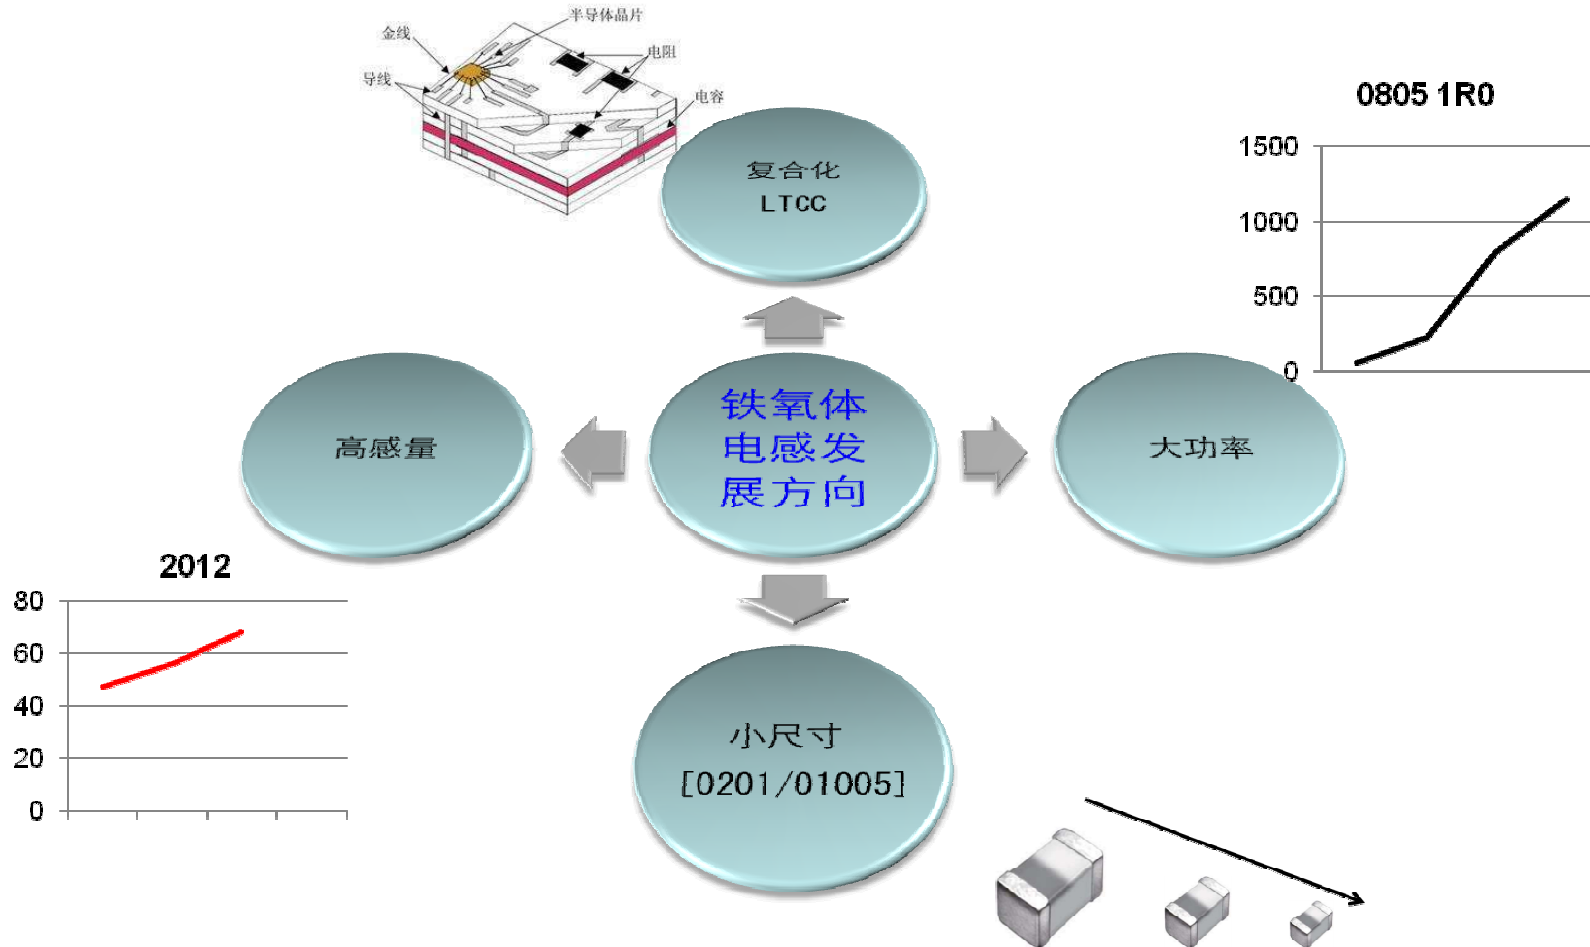 半导体晶片
金线
电阻
导线
电容
复合化
LTCC
0805 1R0
1500
1000
500
0
高感量
铁氧体
电感发
展方向
大功率
2012
80
60
40
20
0
小尺寸
[0201/01005]